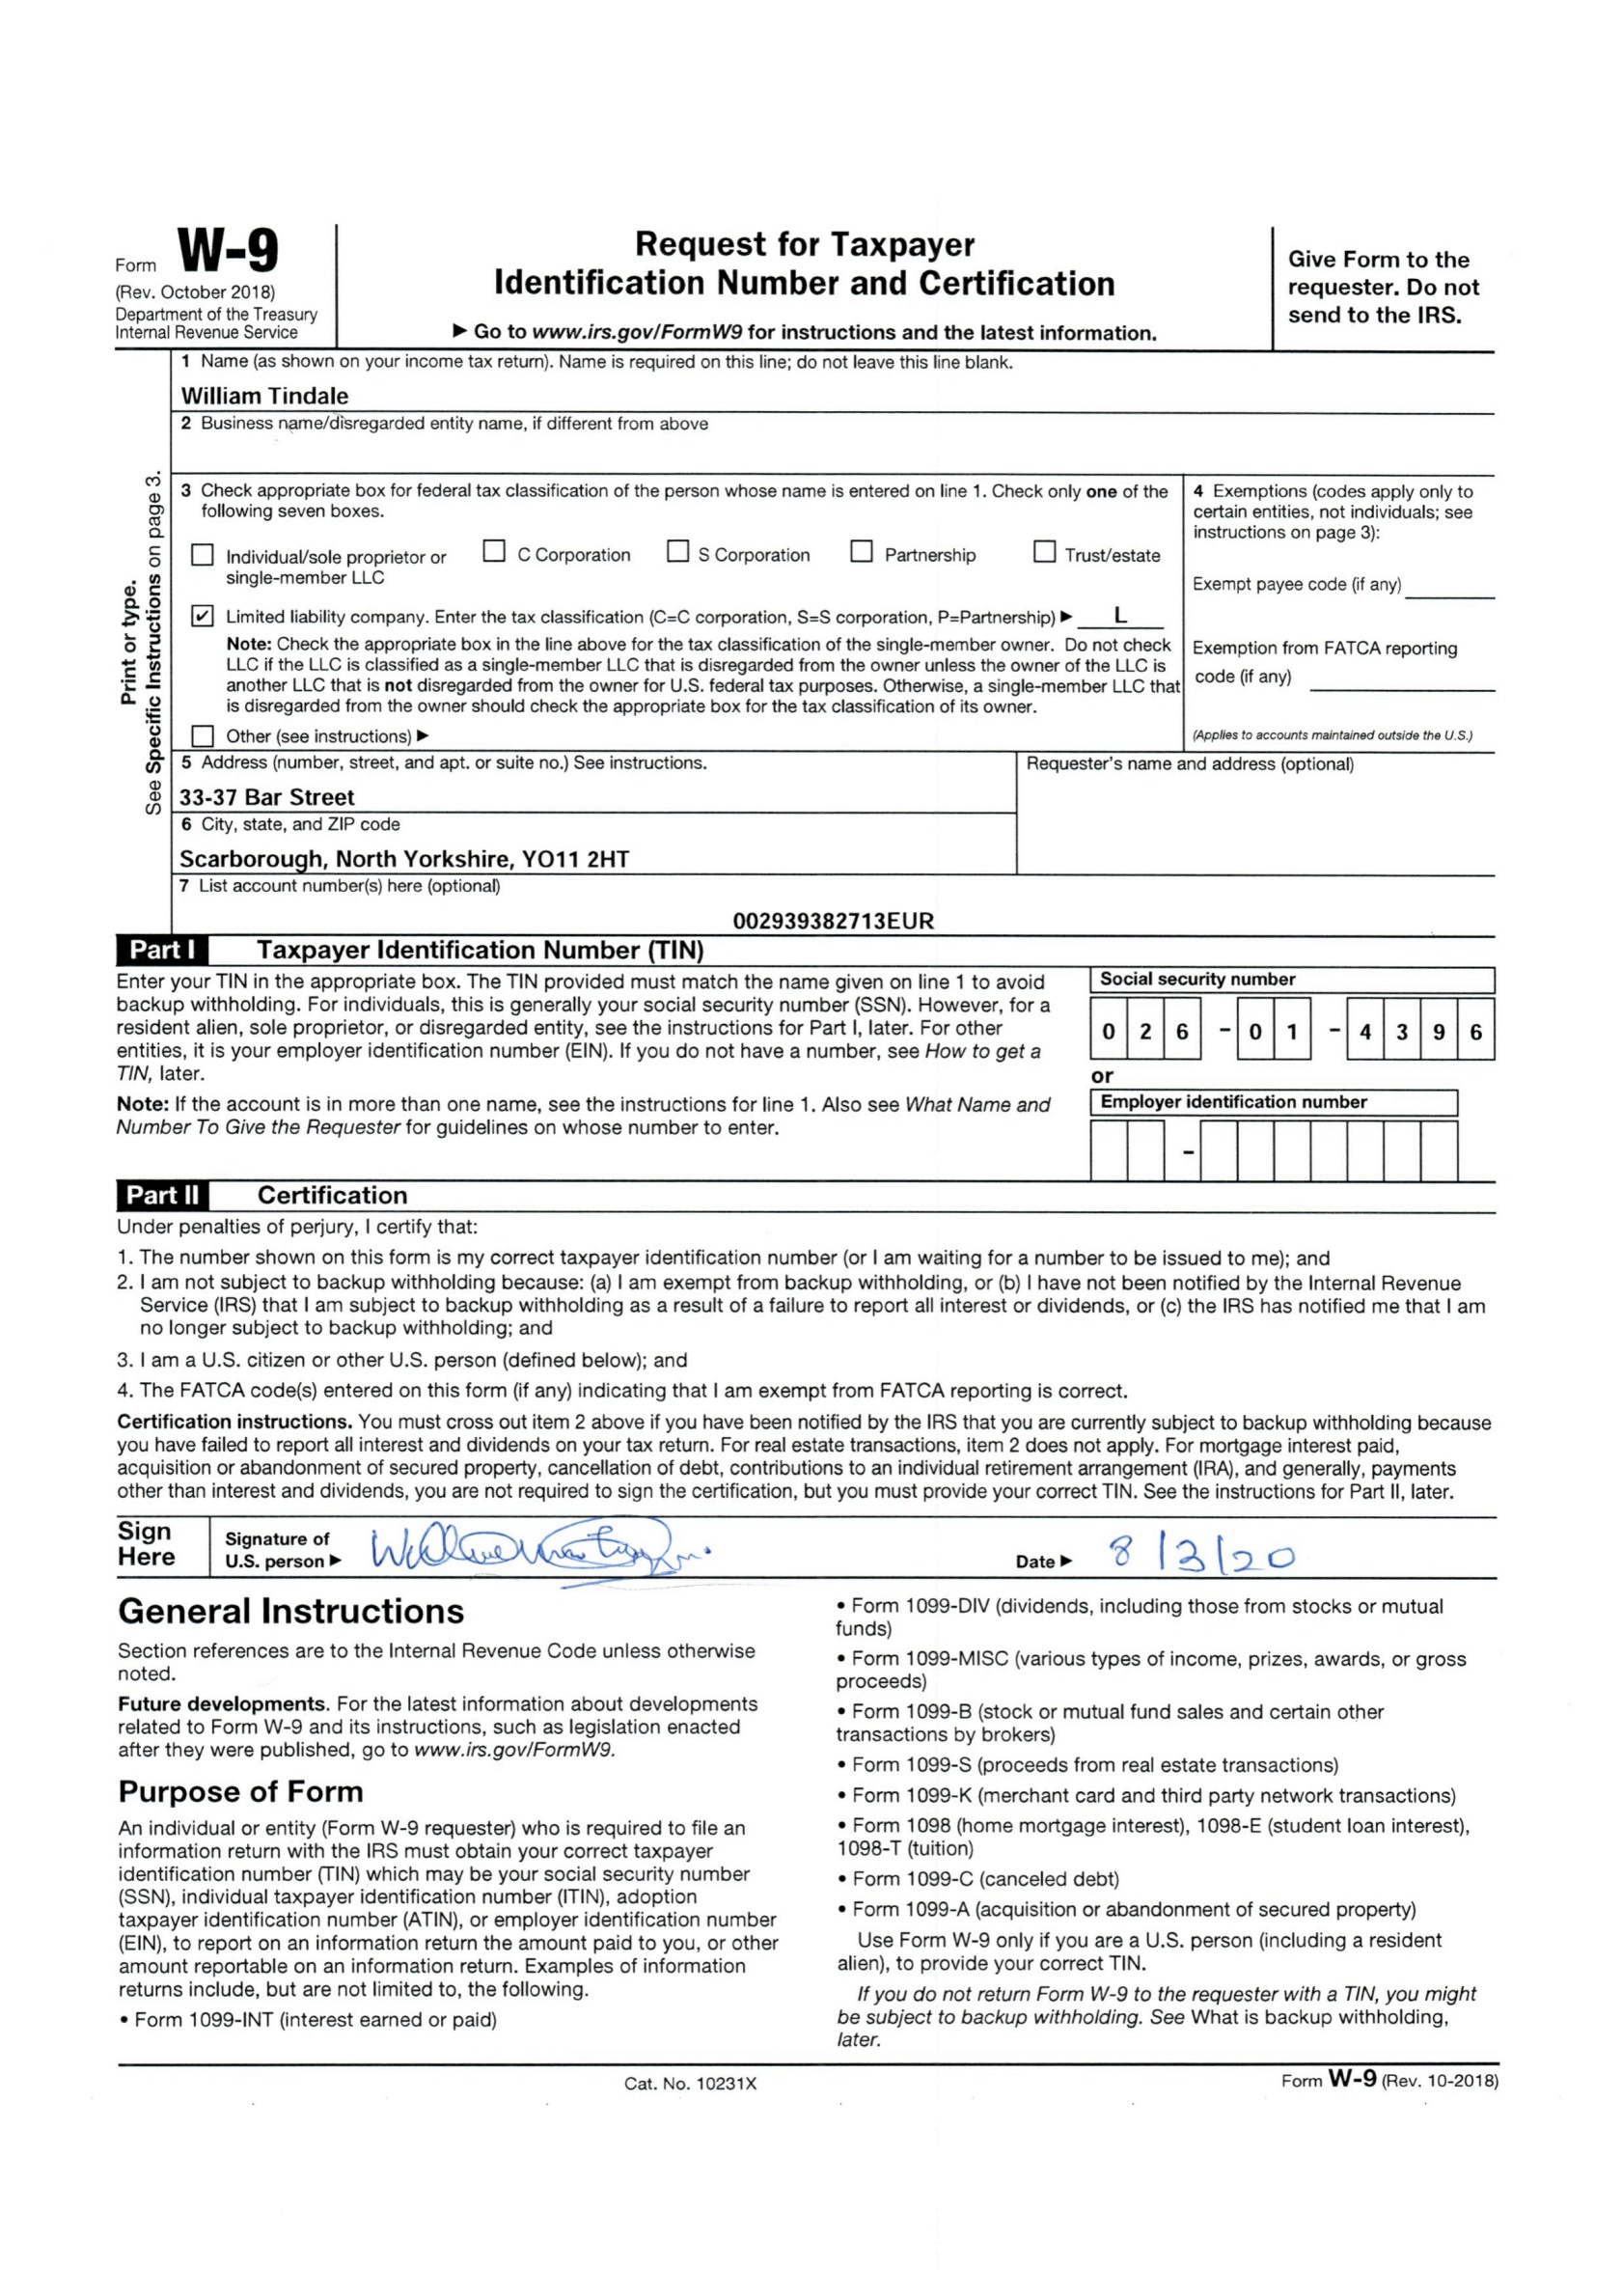 Form W-9
(Rev. October 2018)
Department of the Treasury
Internal Revenue Service
Request for Taxpayer
Identification Number and Certification
▶ Go to www.irs.gov/FormW9 for instructions and the latest information.
Give Form to the
requester. Do not
send to the IRS.
Print or type.
See Specific Instructions on page 3.
1 Name (as shown on your income tax return). Name is required on this line; do not leave this line blank.
William Tindale
2 Business name/disregarded entity name, if different from above
3 Check appropriate box for federal tax classification of the person whose name is entered on line 1. Check only one of the
following seven boxes.
Individual/sole proprietor or
single-member LLC
C Corporation
S Corporation
Partnership
Trust/estate
✔ Limited liability company. Enter the tax classification (C=C corporation, S=S corporation, P=Partnership) ▶ L
Note: Check the appropriate box in the line above for the tax classification of the single-member owner. Do not check
LLC if the LLC is classified as a single-member LLC that is disregarded from the owner unless the owner of the LLC is
another LLC that is not disregarded from the owner for U.S. federal tax purposes. Otherwise, a single-member LLC that
is disregarded from the owner should check the appropriate box for the tax classification of its owner.
Other (see instructions) ▶
4 Exemptions (codes apply only to
certain entities, not individuals; see
instructions on page 3):
Exempt payee code (if any)
Exemption from FATCA reporting
code (if any)
(Applies to accounts maintained outside the U.S.)
5 Address (number, street, and apt. or suite no.) See instructions.
33-37 Bar Street
Requester's name and address (optional)
6 City, state, and ZIP code
Scarborough, North Yorkshire, YO11 2HT
7 List account number(s) here (optional)
002939382713EUR
Part I Taxpayer Identification Number (TIN)
Enter your TIN in the appropriate box. The TIN provided must match the name given on line 1 to avoid
backup withholding. For individuals, this is generally your social security number (SSN). However, for a
resident alien, sole proprietor, or disregarded entity, see the instructions for Part I, later. For other
entities, it is your employer identification number (EIN). If you do not have a number, see How to get a
TIN, later.
Note: If the account is in more than one name, see the instructions for line 1. Also see What Name and
Number To Give the Requester for guidelines on whose number to enter.
Social security number
0 2 6 - 0 1 - 4 3 9 6
or
Employer identification number
-
Part II Certification
Under penalties of perjury, I certify that:
1. The number shown on this form is my correct taxpayer identification number (or I am waiting for a number to be issued to me); and
2. I am not subject to backup withholding because: (a) I am exempt from backup withholding, or (b) I have not been notified by the Internal Revenue
Service (IRS) that I am subject to backup withholding as a result of a failure to report all interest or dividends, or (c) the IRS has notified me that I am
no longer subject to backup withholding; and
3. I am a U.S. citizen or other U.S. person (defined below); and
4. The FATCA code(s) entered on this form (if any) indicating that I am exempt from FATCA reporting is correct.
Certification instructions. You must cross out item 2 above if you have been notified by the IRS that you are currently subject to backup withholding because
you have failed to report all interest and dividends on your tax return. For real estate transactions, item 2 does not apply. For mortgage interest paid,
acquisition or abandonment of secured property, cancellation of debt, contributions to an individual retirement arrangement (IRA), and generally, payments
other than interest and dividends, you are not required to sign the certification, but you must provide your correct TIN. See the instructions for Part II, later.
Sign
Here
Signature of
U.S. person ▶
Date ▶ 8/3/20
General Instructions
Section references are to the Internal Revenue Code unless otherwise
noted.
Future developments. For the latest information about developments
related to Form W-9 and its instructions, such as legislation enacted
after they were published, go to www.irs.gov/FormW9.
Purpose of Form
An individual or entity (Form W-9 requester) who is required to file an
information return with the IRS must obtain your correct taxpayer
identification number (TIN) which may be your social security number
(SSN), individual taxpayer identification number (ITIN), adoption
taxpayer identification number (ATIN), or employer identification number
(EIN), to report on an information return the amount paid to you, or other
amount reportable on an information return. Examples of information
returns include, but are not limited to, the following.
• Form 1099-INT (interest earned or paid)
• Form 1099-DIV (dividends, including those from stocks or mutual
funds)
• Form 1099-MISC (various types of income, prizes, awards, or gross
proceeds)
• Form 1099-B (stock or mutual fund sales and certain other
transactions by brokers)
• Form 1099-S (proceeds from real estate transactions)
• Form 1099-K (merchant card and third party network transactions)
• Form 1098 (home mortgage interest), 1098-E (student loan interest),
1098-T (tuition)
• Form 1099-C (canceled debt)
• Form 1099-A (acquisition or abandonment of secured property)
Use Form W-9 only if you are a U.S. person (including a resident
alien), to provide your correct TIN.
If you do not return Form W-9 to the requester with a TIN, you might
be subject to backup withholding. See What is backup withholding,
later.
Cat. No. 10231X
Form W-9 (Rev. 10-2018)